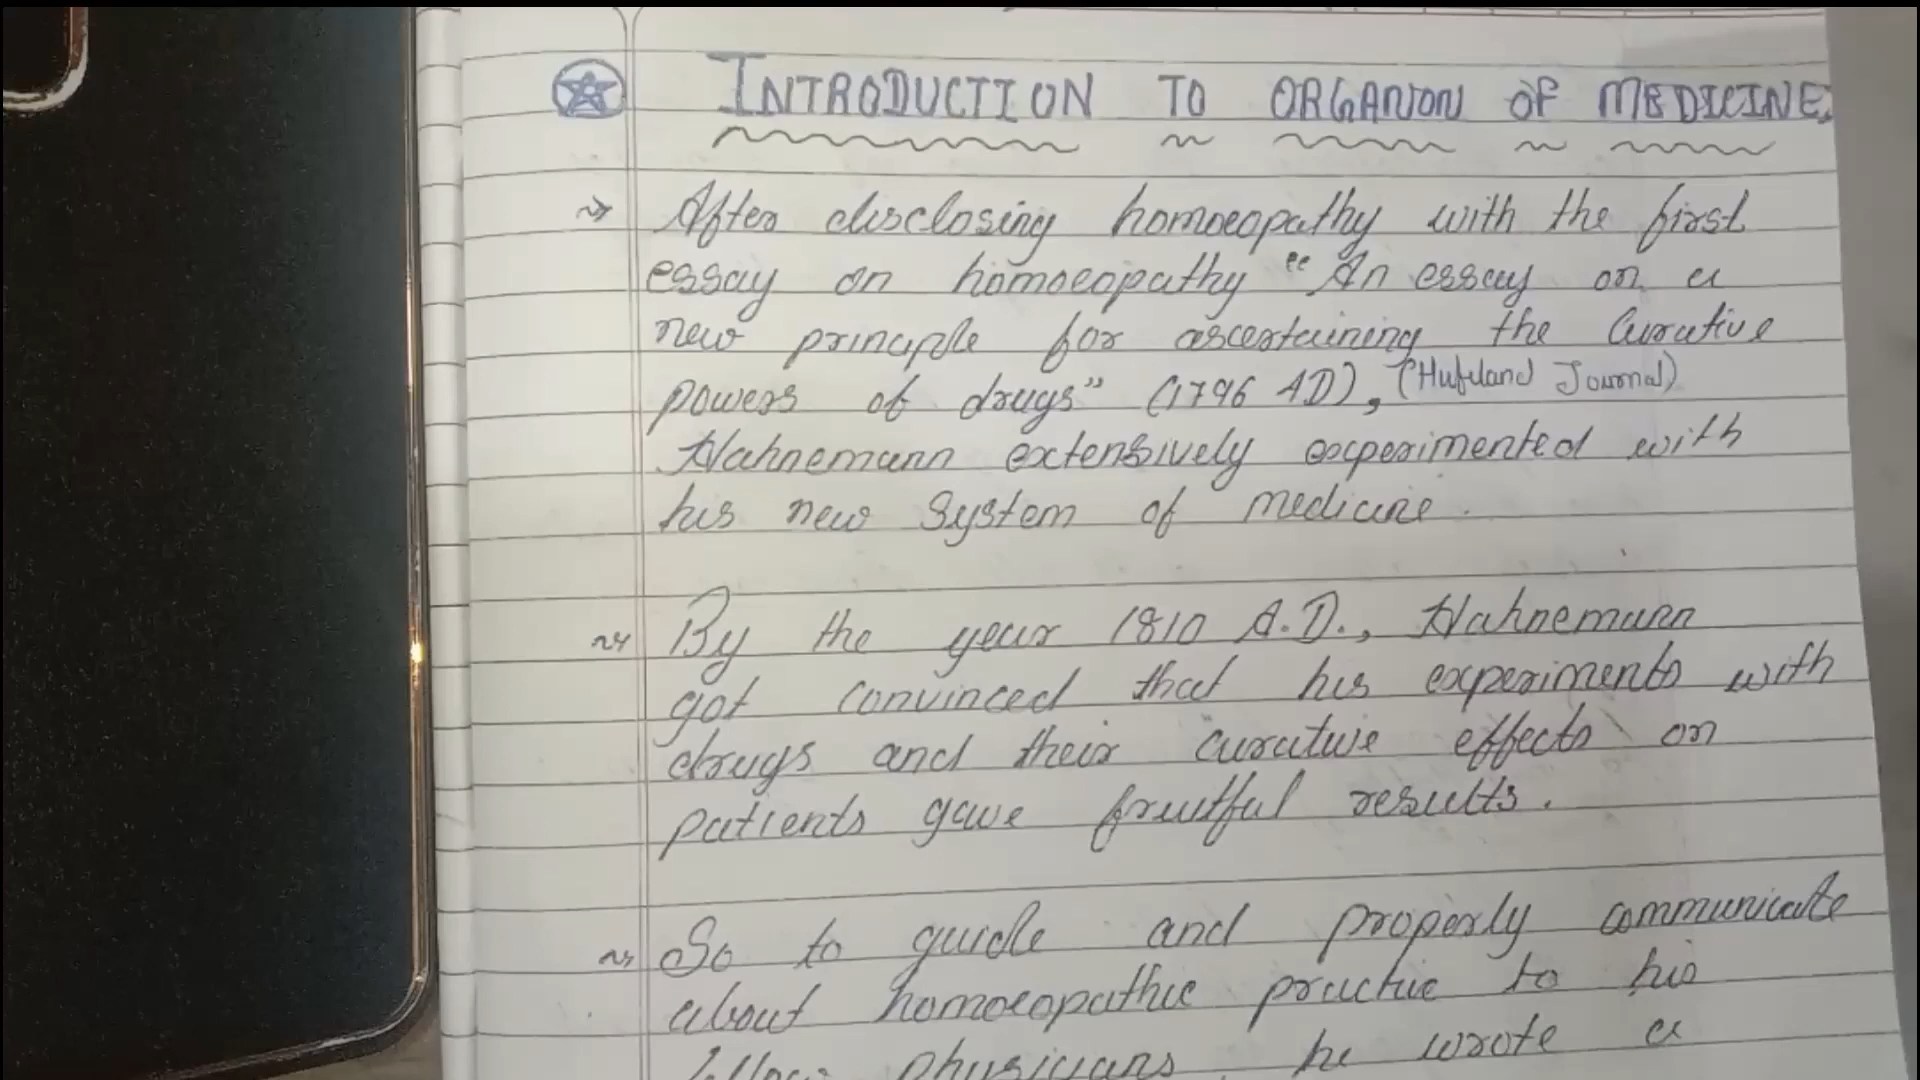 INTRODUCTION TO ORGANON OF MEDICINE.
After disclosing homoeopathy with the first
essay on homoeopathy "An essay on a
new principle for ascertaining the Curative
powers of drugs" (1796 AD), (Hufeland Journal)
Hahnemann extensively experimented with
his new System of medicine.
By the year 1810 A.D., Hahnemann
got convinced that his experiments with
drugs and their curative effects on
patients gave fruitful results.
So to guide and properly communicate
about homoeopathic practice to his
physicians, he wrote a